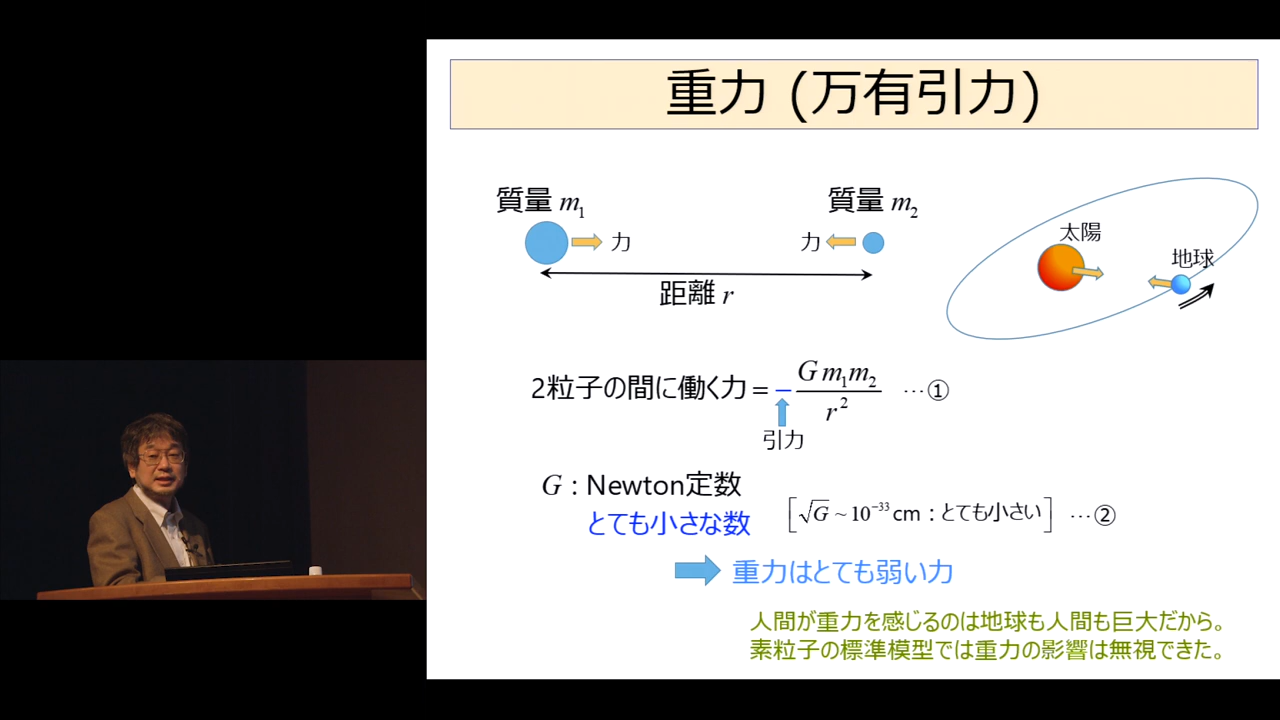 重力 (万有引力)
質量 m₁
質量 m₂
力
力
距離 r
太陽
地球
2粒子の間に働く力 = − G m₁m₂ / r² …①
引力
G : Newton定数
とても小さな数
[√G ~ 10⁻³³ cm : とても小さい] …②
重力はとても弱い力
人間が重力を感じるのは地球も人間も巨大だから。
素粒子の標準模型では重力の影響は無視できた。